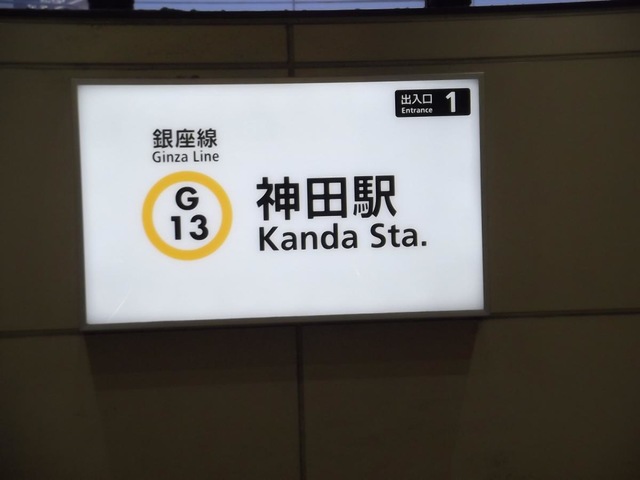 出入口 1
Entrance
銀座線
Ginza Line
G
13
神田駅
Kanda Sta.